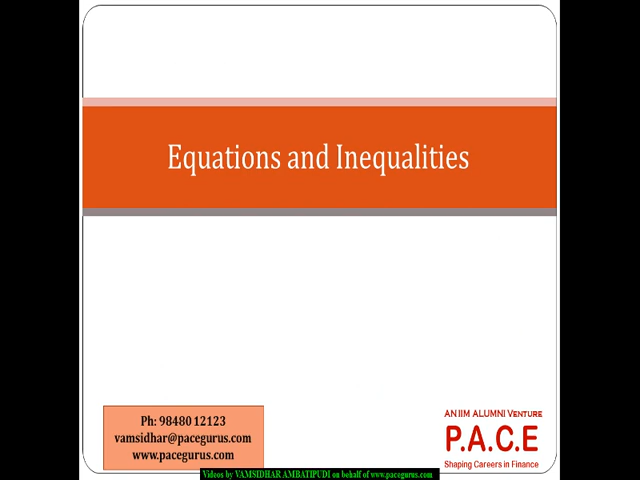 Equations and Inequalities
Ph: 98480 12123
vamsidhar@pacegurus.com
www.pacegurus.com
AN IIM ALUMNI VENTURE
P.A.C.E
Shaping Careers in Finance
Videos by VAMSIDHAR AMBATIPUDI on behalf of www.pacegurus.com